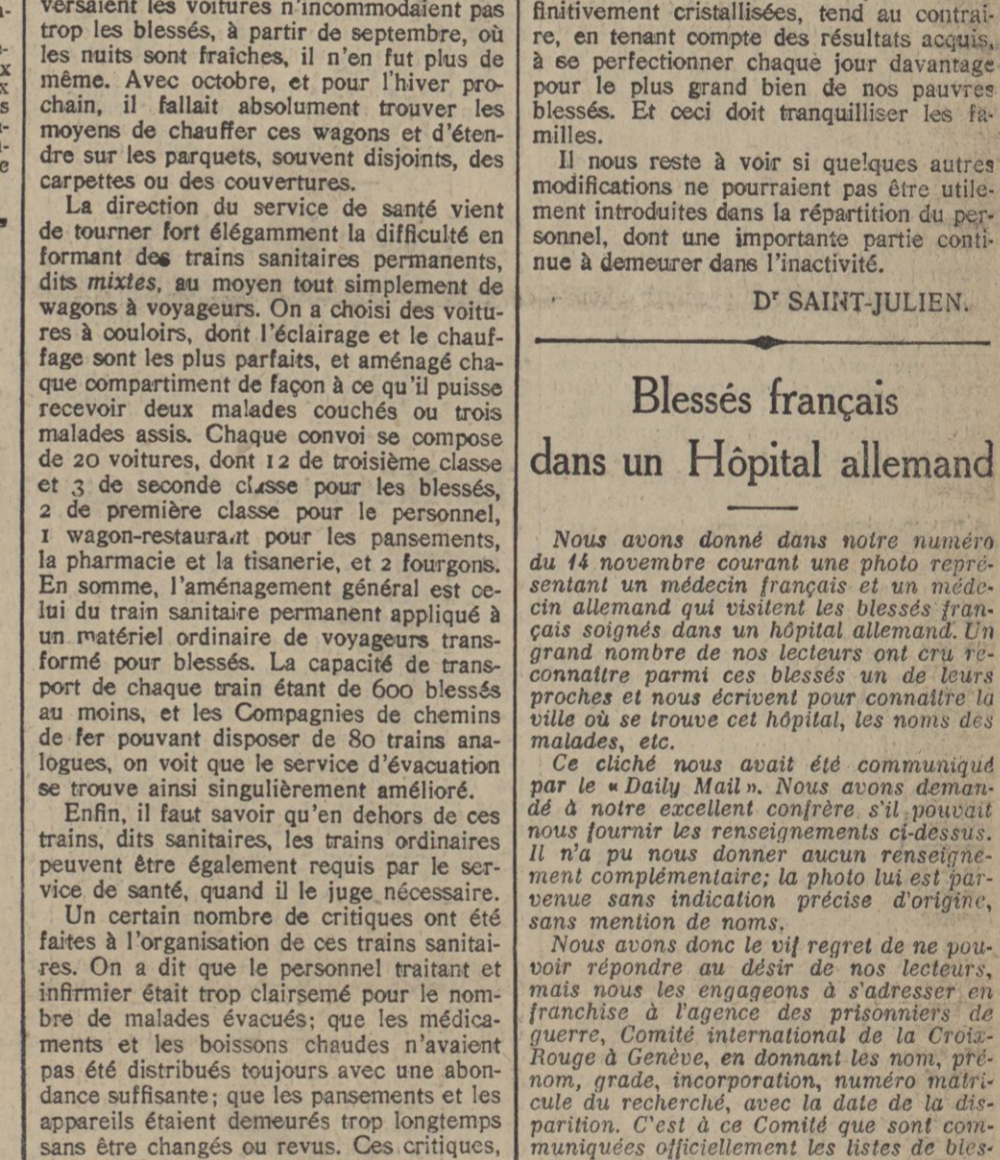 versaient les voitures n'incommodaient pas
trop les blessés, à partir de septembre, où
les nuits sont fraîches, il n'en fut plus de
même. Avec octobre, et pour l'hiver pro-
chain, il fallait absolument trouver les
moyens de chauffer ces wagons et d'éten-
dre sur les parquets, souvent disjoints, des
carpettes ou des couvertures.
La direction du service de santé vient
de tourner fort élégamment la difficulté en
formant des trains sanitaires permanents,
dits mixtes, au moyen tout simplement de
wagons à voyageurs. On a choisi des voitu-
res à couloirs, dont l'éclairage et le chauf-
fage sont les plus parfaits, et aménagé cha-
que compartiment de façon à ce qu'il puisse
recevoir deux malades couchés ou trois
malades assis. Chaque convoi se compose
de 20 voitures, dont 12 de troisième classe
et 3 de seconde classe pour les blessés,
2 de première classe pour le personnel,
1 wagon-restaurant pour les pansements,
la pharmacie et la tisanerie, et 2 fourgons.
En somme, l'aménagement général est ce-
lui du train sanitaire permanent appliqué à
un matériel ordinaire de voyageurs trans-
formé pour blessés. La capacité de trans-
port de chaque train étant de 600 blessés
au moins, et les Compagnies de chemins
de fer pouvant disposer de 80 trains ana-
logues, on voit que le service d'évacuation
se trouve ainsi singulièrement amélioré.
Enfin, il faut savoir qu'en dehors de ces
trains, dits sanitaires, les trains ordinaires
peuvent être également requis par le ser-
vice de santé, quand il le juge nécessaire.
Un certain nombre de critiques ont été
faites à l'organisation de ces trains sanitai-
res. On a dit que le personnel traitant et
infirmier était trop clairsemé pour le nom-
bre de malades évacués; que les médica-
ments et les boissons chaudes n'avaient
pas été distribués toujours avec une abon-
dance suffisante; que les pansements et les
appareils étaient demeurés trop longtemps
sans être changés ou revus. Ces critiques,
finitivement cristallisées, tend au contrai-
re, en tenant compte des résultats acquis,
à se perfectionner chaque jour davantage
pour le plus grand bien de nos pauvres
blessés. Et ceci doit tranquilliser les fa-
milles.
Il nous reste à voir si quelques autres
modifications ne pourraient pas être utile-
ment introduites dans la répartition du per-
sonnel, dont une importante partie conti-
nue à demeurer dans l'inactivité.
Dr SAINT-JULIEN.
Blessés français
dans un Hôpital allemand
Nous avons donné dans notre numéro
du 14 novembre courant une photo repré-
sentant un médecin français et un méde-
cin allemand qui visitent les blessés fran-
çais soignés dans un hôpital allemand. Un
grand nombre de nos lecteurs ont cru re-
connaitre parmi ces blessés un de leurs
proches et nous écrivent pour connaitre la
ville où se trouve cet hôpital, les noms des
malades, etc.
Ce cliché nous avait été communiqué
par le « Daily Mail ». Nous avons deman-
dé à notre excellent confrère s'il pouvait
nous fournir les renseignements ci-dessus.
Il n'a pu nous donner aucun renseigne-
ment complémentaire; la photo lui est par-
venue sans indication précise d'origine,
sans mention de noms.
Nous avons donc le vif regret de ne pou-
voir répondre au désir de nos lecteurs,
mais nous les engageons à s'adresser en
franchise à l'agence des prisonniers de
guerre, Comité international de la Croix-
Rouge à Genève, en donnant les nom, pré-
nom, grade, incorporation, numéro matri-
cule du recherché, avec la date de la dis-
parition. C'est à ce Comité que sont com-
muniquées officiellement les listes de bles-